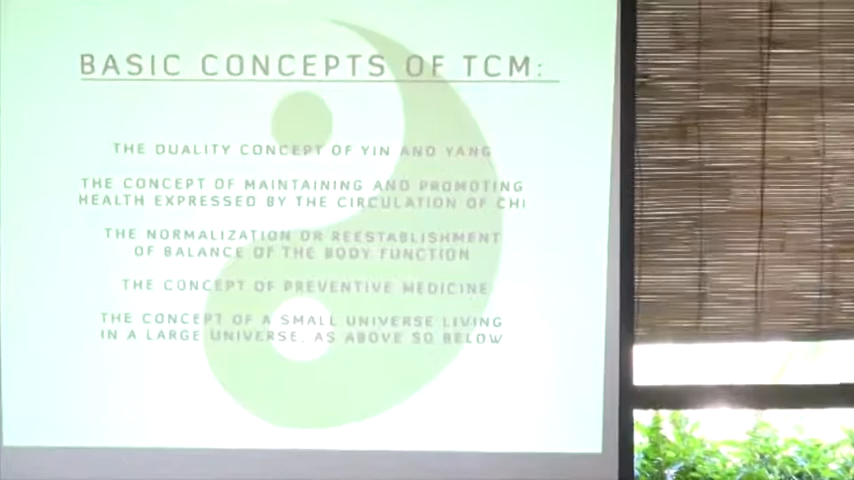 BASIC CONCEPTS OF TCM:
THE DUALITY CONCEPT OF YIN AND YANG
THE CONCEPT OF MAINTAINING AND PROMOTING
HEALTH EXPRESSED BY THE CIRCULATION OF CHI
THE NORMALIZATION OR REESTABLISHMENT
OF BALANCE OF THE BODY FUNCTION
THE CONCEPT OF PREVENTIVE MEDICINE
THE CONCEPT OF A SMALL UNIVERSE LIVING
IN A LARGE UNIVERSE, AS ABOVE SO BELOW